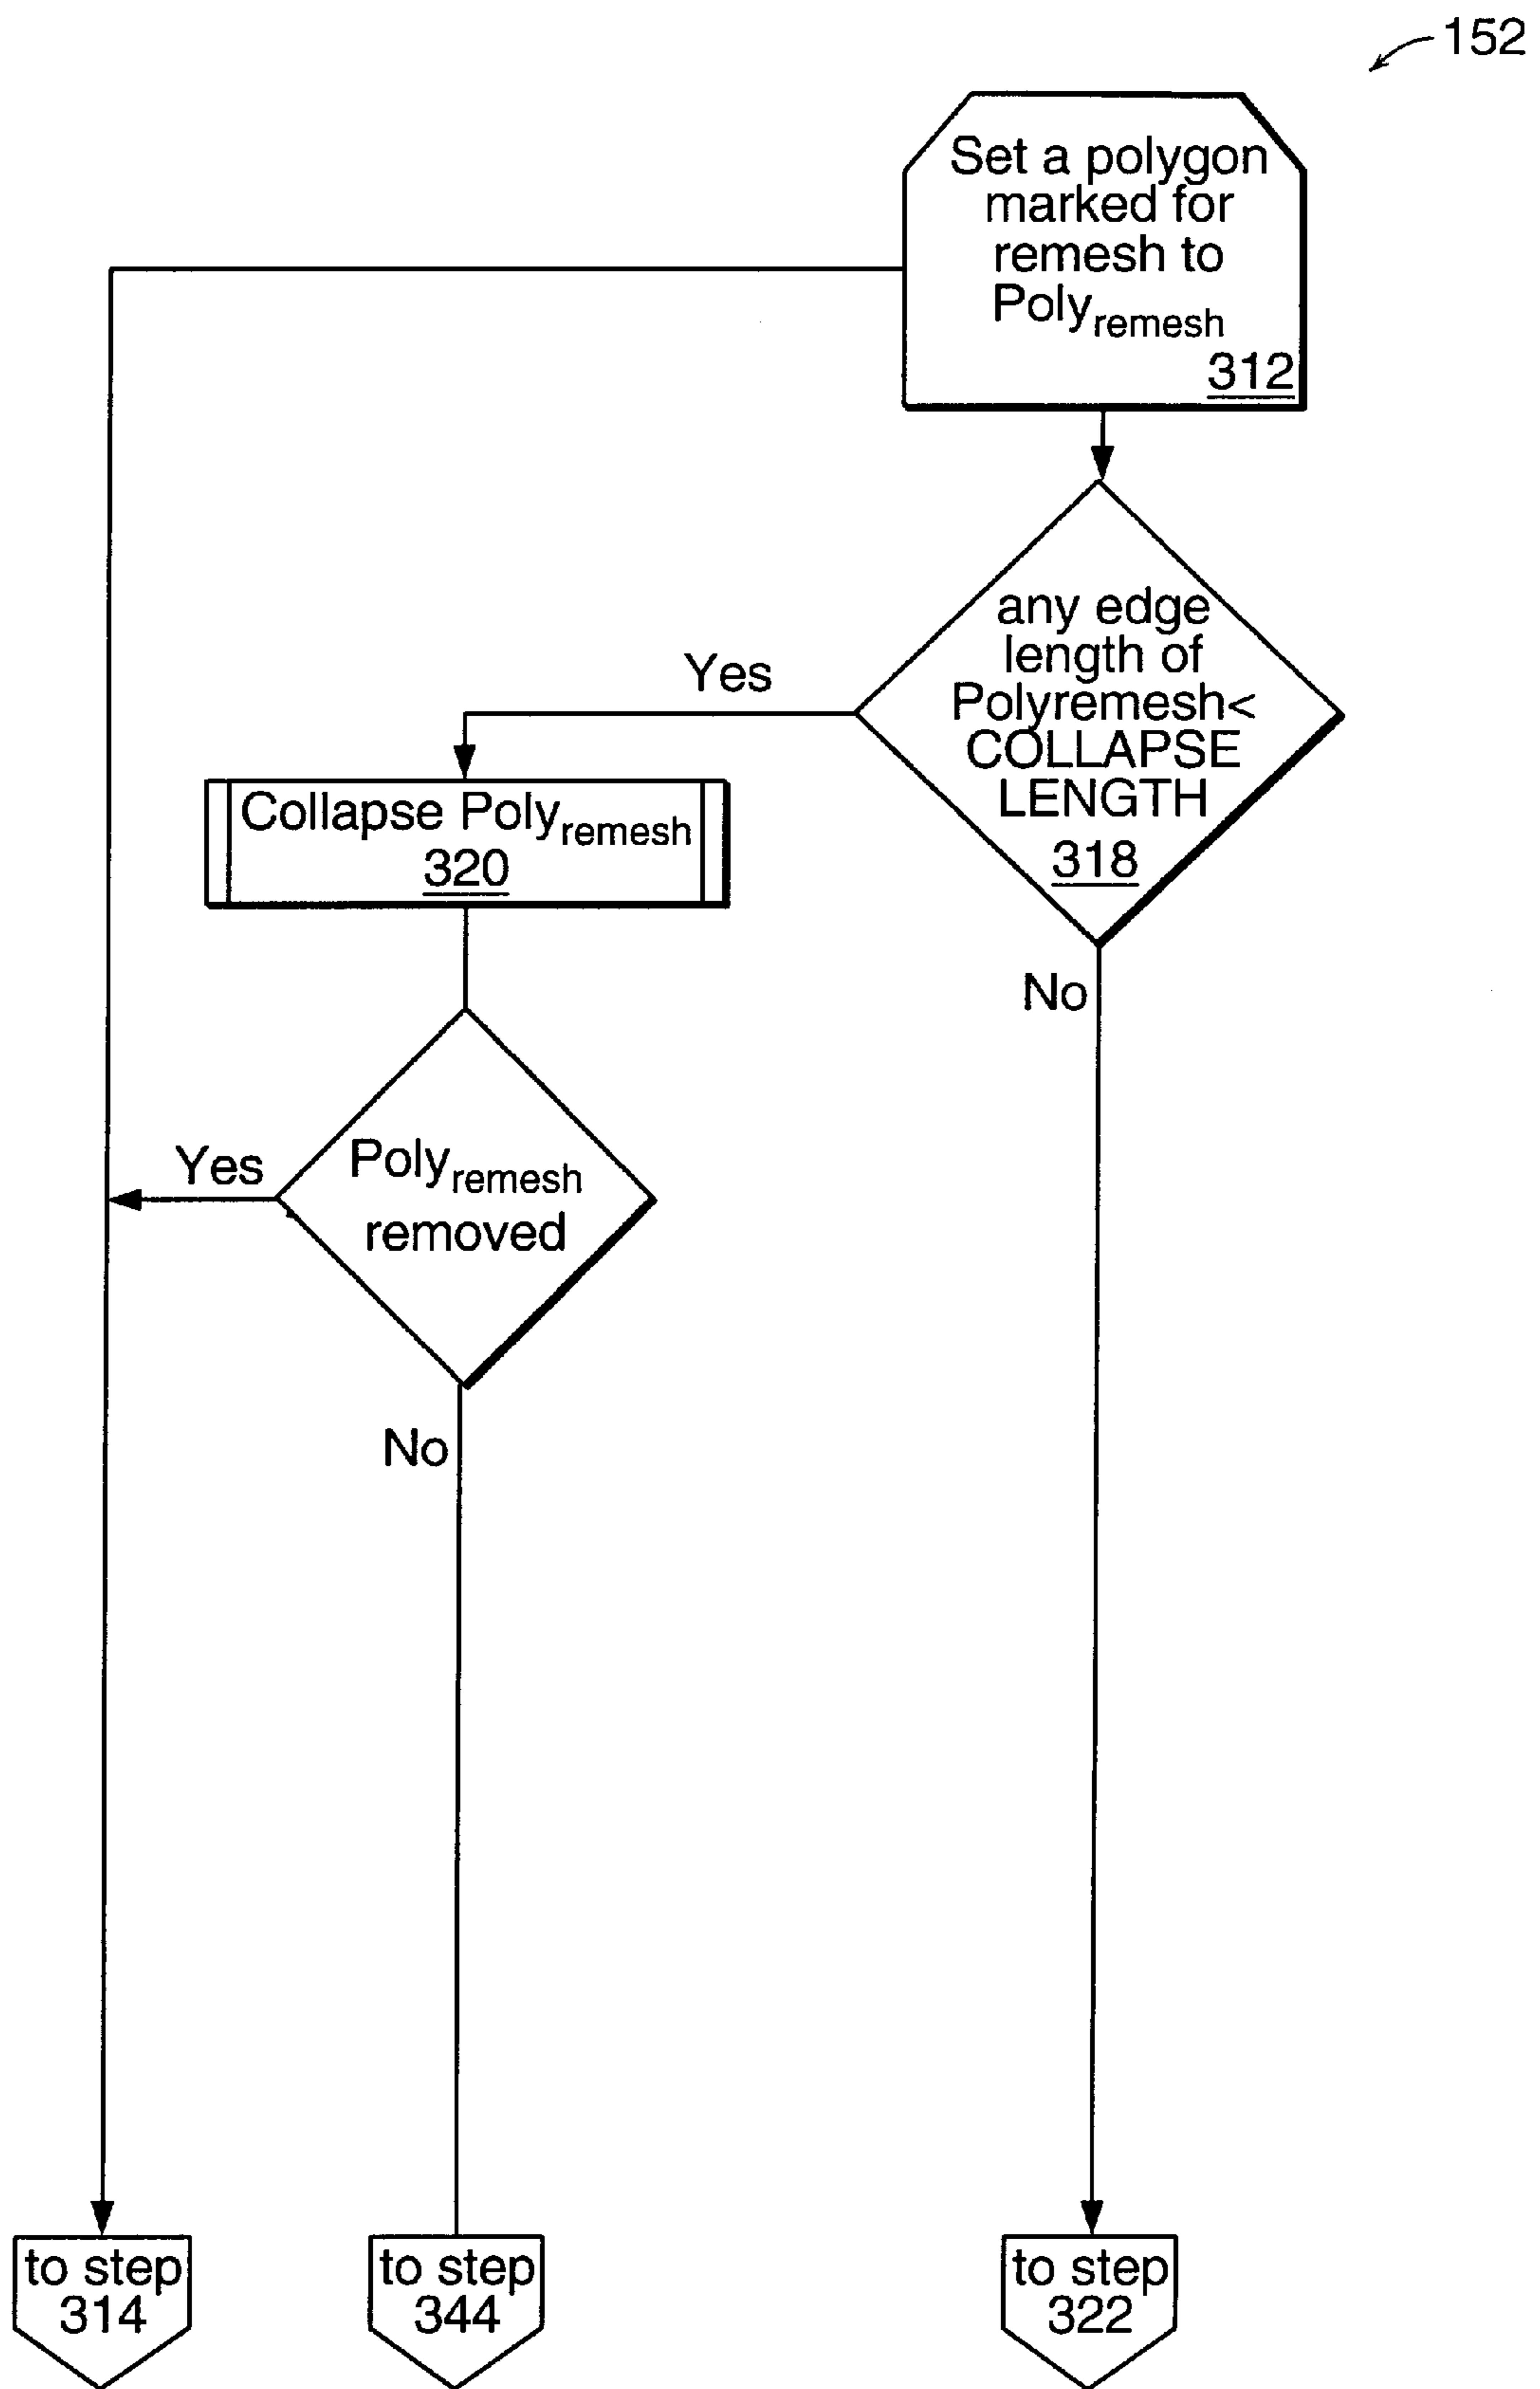 152
Set a polygon
marked for
remesh to
Polyremesh
312
any edge
length of
Polyremesh<
COLLAPSE
LENGTH
318
Yes
Collapse Polyremesh
320
No
Yes
Polyremesh
removed
No
to step
314
to step
344
to step
322